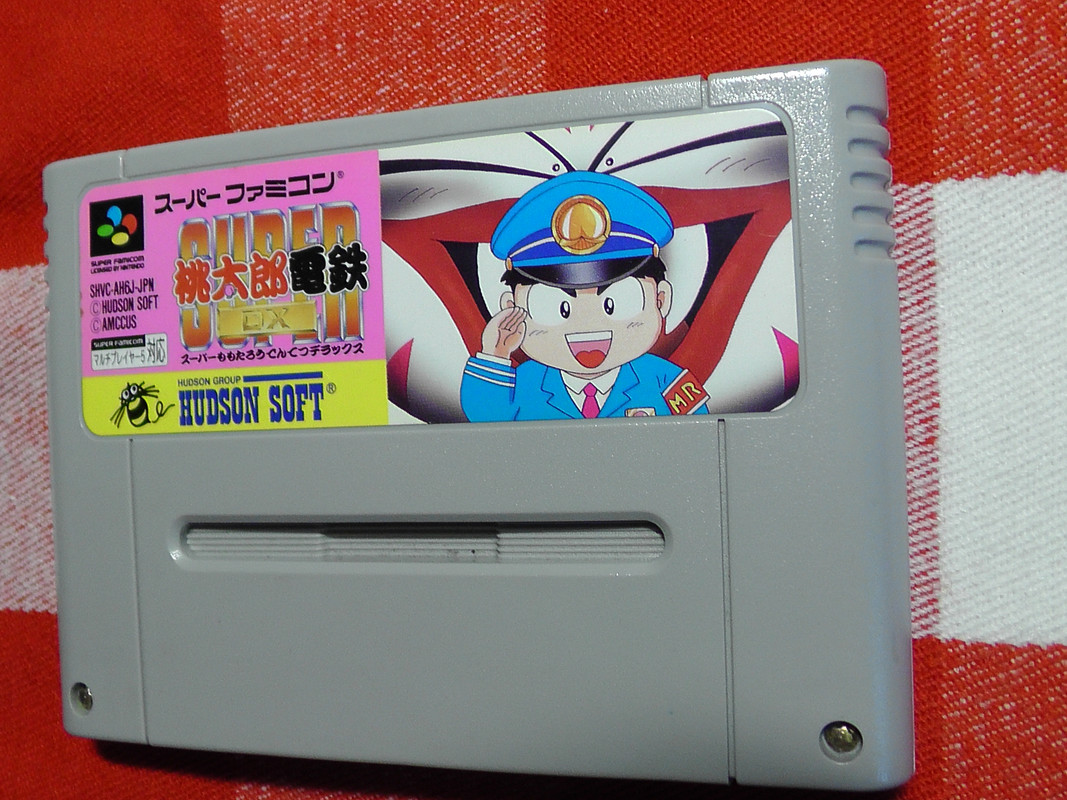 スーパーファミコン®
SUPER FAMICOM
LICENSED BY NINTENDO
SUPER
桃太郎電鉄
DX
スーパーももたろうでんてつデラックス
SHVC-AH6J-JPN
©HUDSON SOFT
©AMCCUS
SUPER FAMICOM
マルチプレイヤー5対応
HUDSON GROUP
HUDSON SOFT®
MR